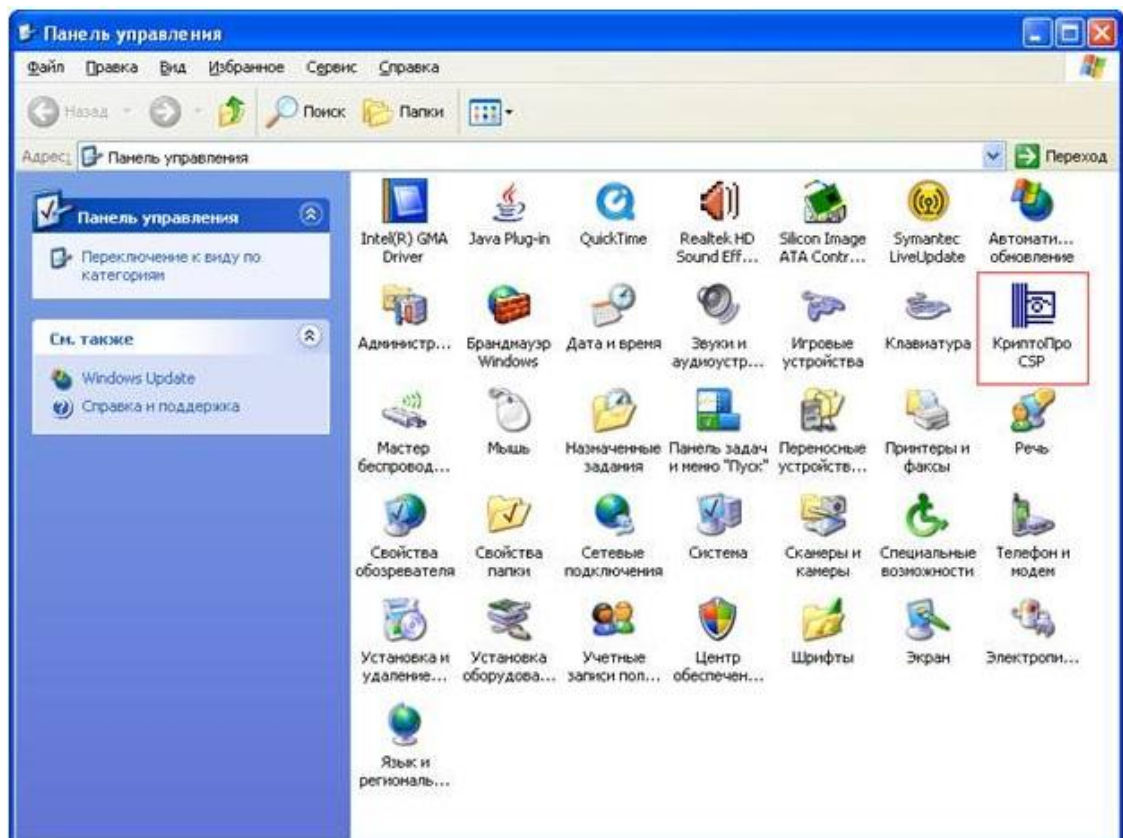 Панель управления
Файл Правка Вид Избранное Сервис Справка
Назад Поиск Папки
Адрес: Панель управления Переход
Панель управления
Переключение к виду по
категориям
См. также
Windows Update
Справка и поддержка
Intel(R) GMA Driver
Java Plug-in
QuickTime
Realtek HD Sound Eff...
Silicon Image ATA Contr...
Symantec LiveUpdate
Автомати... обновление
Администр...
Брандмауэр Windows
Дата и время
Звуки и аудиоустр...
Игровые устройства
Клавиатура
КриптоПро CSP
Мастер беспровод...
Мышь
Назначенные задания
Панель задач и меню "Пуск"
Переносные устройств...
Принтеры и факсы
Речь
Свойства обозревателя
Свойства папки
Сетевые подключения
Система
Сканеры и камеры
Специальные возможности
Телефон и модем
Установка и удаление...
Установка оборудова...
Учетные записи пол...
Центр обеспечен...
Шрифты
Экран
Электропи...
Язык и региональ...